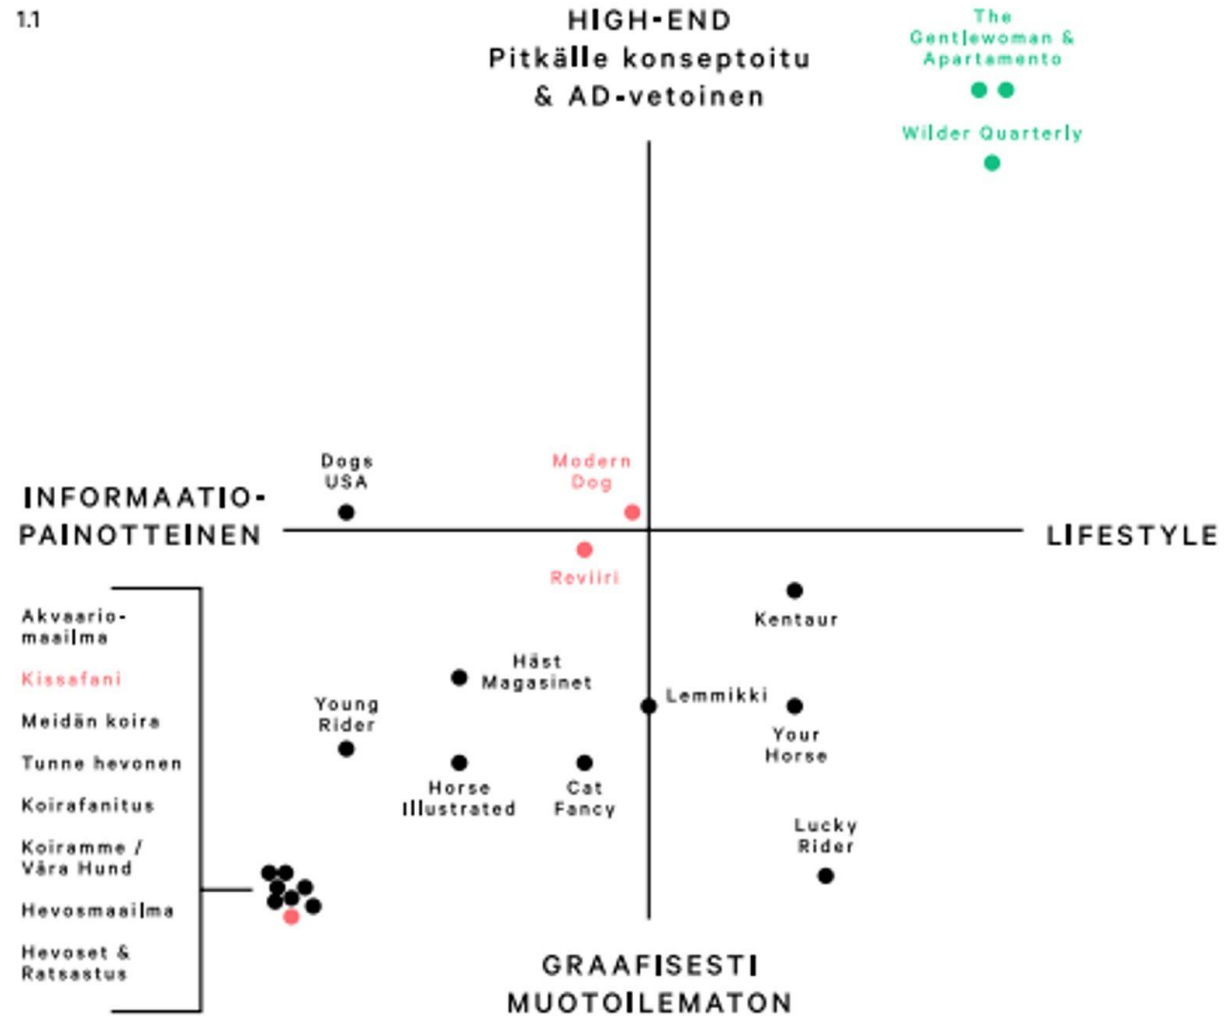 1.1
HIGH-END
Pitkälle konseptoitu
& AD-vetoinen
The
Gentlewoman &
Apartamento
Wilder Quarterly
Dogs
USA
Modern
Dog
INFORMAATIO-
PAINOTTEINEN
LIFESTYLE
Reviiri
Kentaur
Akvaario-
maailma
Kissafani
Meidän koira
Tunne hevonen
Koirafanitus
Koiramme /
Våra Hund
Hevosmaailma
Hevoset &
Ratsastus
Häst
Magasinet
Lemmikki
Young
Rider
Your
Horse
Horse
Illustrated
Cat
Fancy
Lucky
Rider
GRAAFISESTI
MUOTOILEMATON